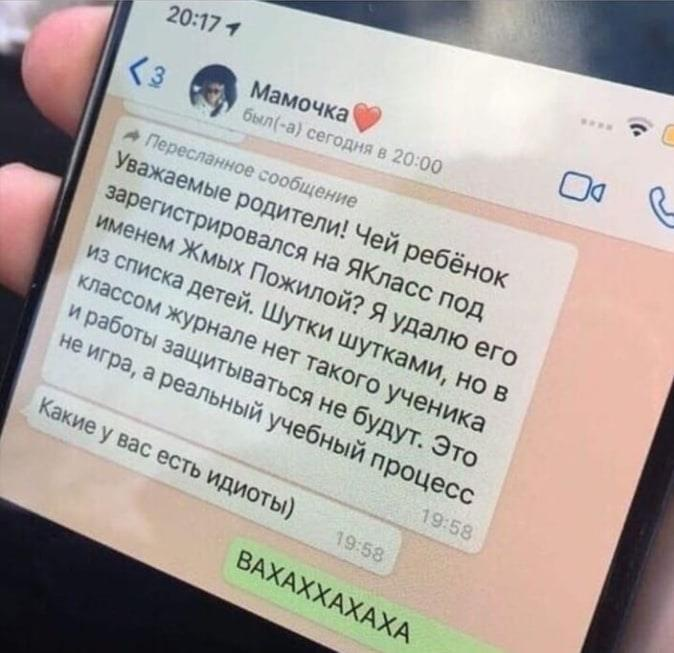 20:17
3
Мамочка❤️
был(-а) сегодня в 20:00
Пересланное сообщение
Уважаемые родители! Чей ребёнок
зарегистрировался на ЯКласс под
именем Жмых Пожилой? Я удалю его
из списка детей. Шутки шутками, но в
классом журнале нет такого ученика
и работы защитываться не будут. Это
не игра, а реальный учебный процесс
19:58
Какие у вас есть идиоты)
19:58
ВАХАХХАХАХА